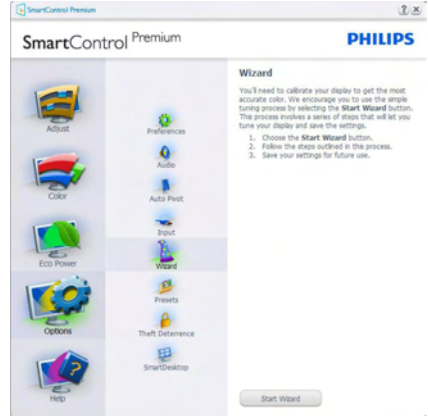 SmartControl Premium
SmartControl Premium
PHILIPS
Adjust
Color
Eco Power
Options
Help
Preferences
Audio
Auto Pivot
Input
Wizard
Presets
Theft Deterrence
SmartDesktop
Wizard
You'll need to calibrate your display to get the most
accurate color. We encourage you to use the simple
tuning process by selecting the Start Wizard button.
This process involves a series of steps that will let you
tune your display and save the settings.
1. Choose the Start Wizard button.
2. Follow the steps outlined in this process.
3. Save your settings for future use.
Start Wizard